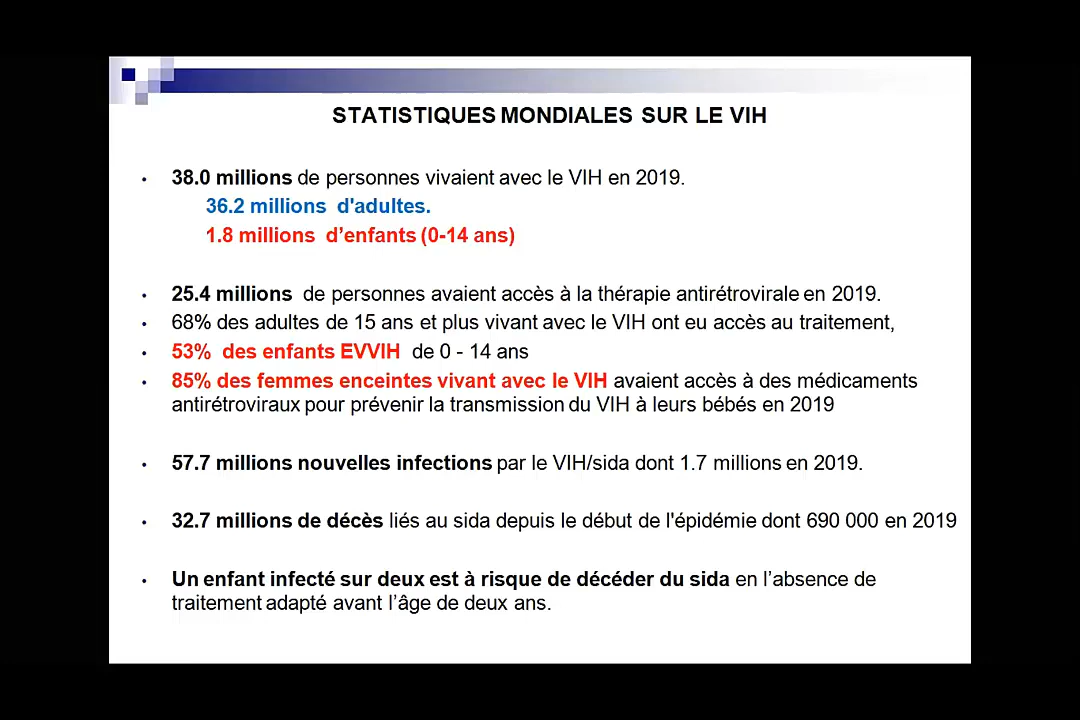 STATISTIQUES MONDIALES SUR LE VIH
• 38.0 millions de personnes vivaient avec le VIH en 2019.
36.2 millions d'adultes.
1.8 millions d’enfants (0-14 ans)
• 25.4 millions de personnes avaient accès à la thérapie antirétrovirale en 2019.
• 68% des adultes de 15 ans et plus vivant avec le VIH ont eu accès au traitement,
• 53% des enfants EVVIH de 0 - 14 ans
• 85% des femmes enceintes vivant avec le VIH avaient accès à des médicaments
antirétroviraux pour prévenir la transmission du VIH à leurs bébés en 2019
• 57.7 millions nouvelles infections par le VIH/sida dont 1.7 millions en 2019.
• 32.7 millions de décès liés au sida depuis le début de l'épidémie dont 690 000 en 2019
• Un enfant infecté sur deux est à risque de décéder du sida en l’absence de
traitement adapté avant l’âge de deux ans.